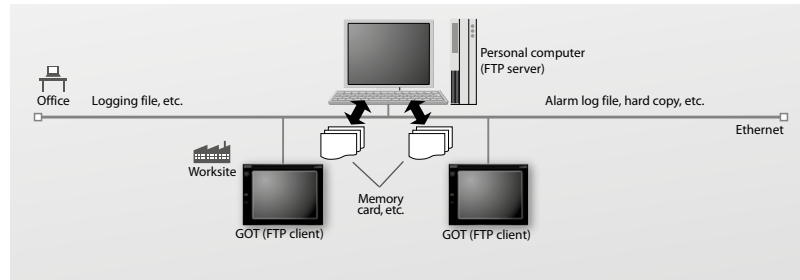 Personal computer
(FTP server)
Office
Logging file, etc.
Alarm log file, hard copy, etc.
Ethernet
Worksite
Memory
card, etc.
GOT (FTP client)
GOT (FTP client)